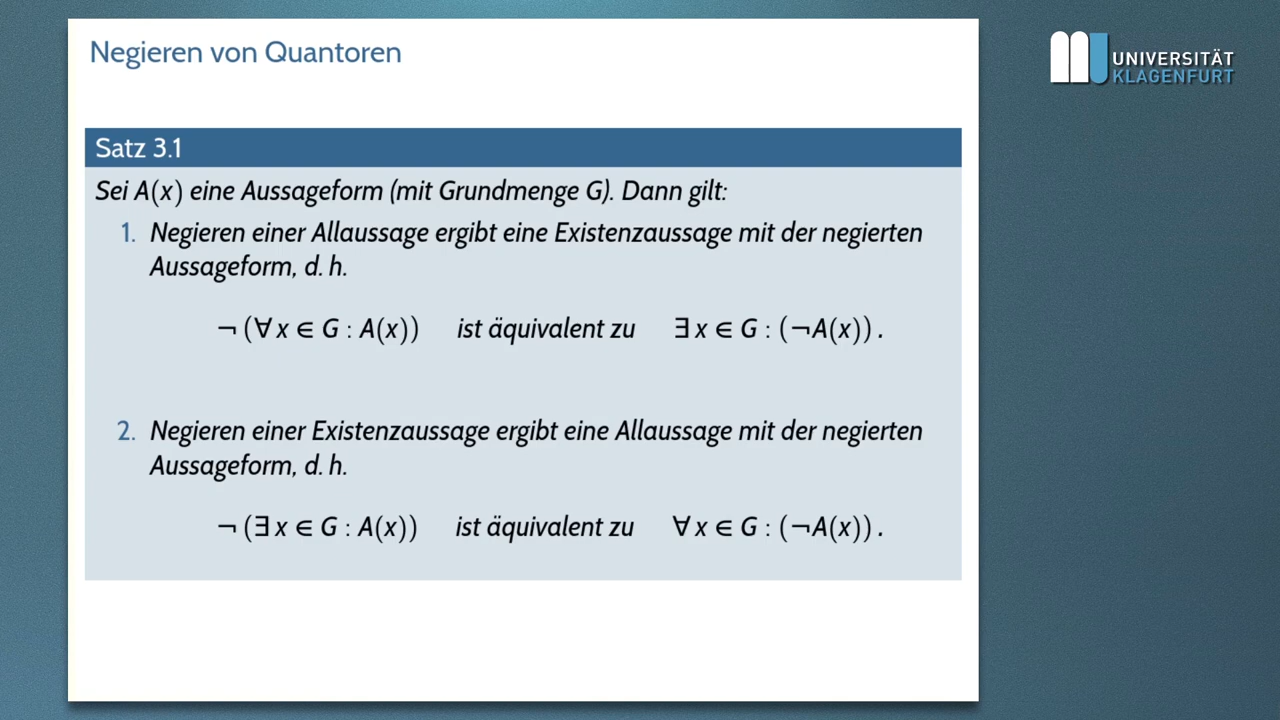 Negieren von Quantoren
UNIVERSITÄT
KLAGENFURT
Satz 3.1
Sei A(x) eine Aussageform (mit Grundmenge G). Dann gilt:
1. Negieren einer Allaussage ergibt eine Existenzaussage mit der negierten
Aussageform, d. h.
¬ (∀ x ∈ G : A(x)) ist äquivalent zu ∃ x ∈ G : (¬A(x)) .
2. Negieren einer Existenzaussage ergibt eine Allaussage mit der negierten
Aussageform, d. h.
¬ (∃ x ∈ G : A(x)) ist äquivalent zu ∀ x ∈ G : (¬A(x)) .